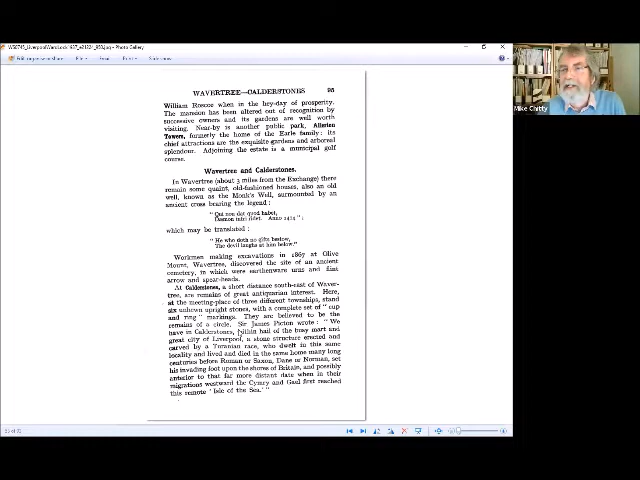 W50745_LiverpoolWardLock1937_e21224_950.jpg - Photo Gallery
File
Print
Slide show
WAVERTREE—CALDERSTONES 95
William Roscoe when in the hey-day of prosperity.
The mansion has been altered out of recognition by
successive owners and its gardens are well worth
visiting. Near-by is another public park, Allerton
Towers, formerly the home of the Earle family: its
chief attractions are the exquisite gardens and arboreal
splendour. Adjoining the estate is a municipal golf
course.
Wavertree and Calderstones.
In Wavertree (about 3 miles from the Exchange) there
remain some quaint, old-fashioned houses, also an old
well, known as the Monk's Well, surmounted by an
ancient cross bearing the legend:
"Qui non dat quod habet,
Dæmon infra ridet. Anno 1414";
which may be translated:
"He who doth no gifts bestow,
The devil laughs at him below."
Workmen making excavations in 1867 at Olive
Mount, Wavertree, discovered the site of an ancient
cemetery, in which were earthenware urns and flint
arrow and spear-heads.
At Calderstones, a short distance south-east of Waver-
tree, are remains of great antiquarian interest. Here,
at the meeting-place of three different townships, stand
six unhewn upright stones, with a complete set of "cup
and ring" markings. They are believed to be the
remains of a circle. Sir James Picton wrote: "We
have in Calderstones, within hail of the busy mart and
great city of Liverpool, a stone structure erected and
carved by a Turanian race, who dwelt in this same
locality and lived and died in the same home many long
centuries before Roman or Saxon, Dane or Norman, set
his invading foot upon the shores of Britain, and possibly
anterior to that far more distant date when in their
migrations westward the Cymry and Gael first reached
this remote 'Isle of the Sea.'"
Mike Chitty